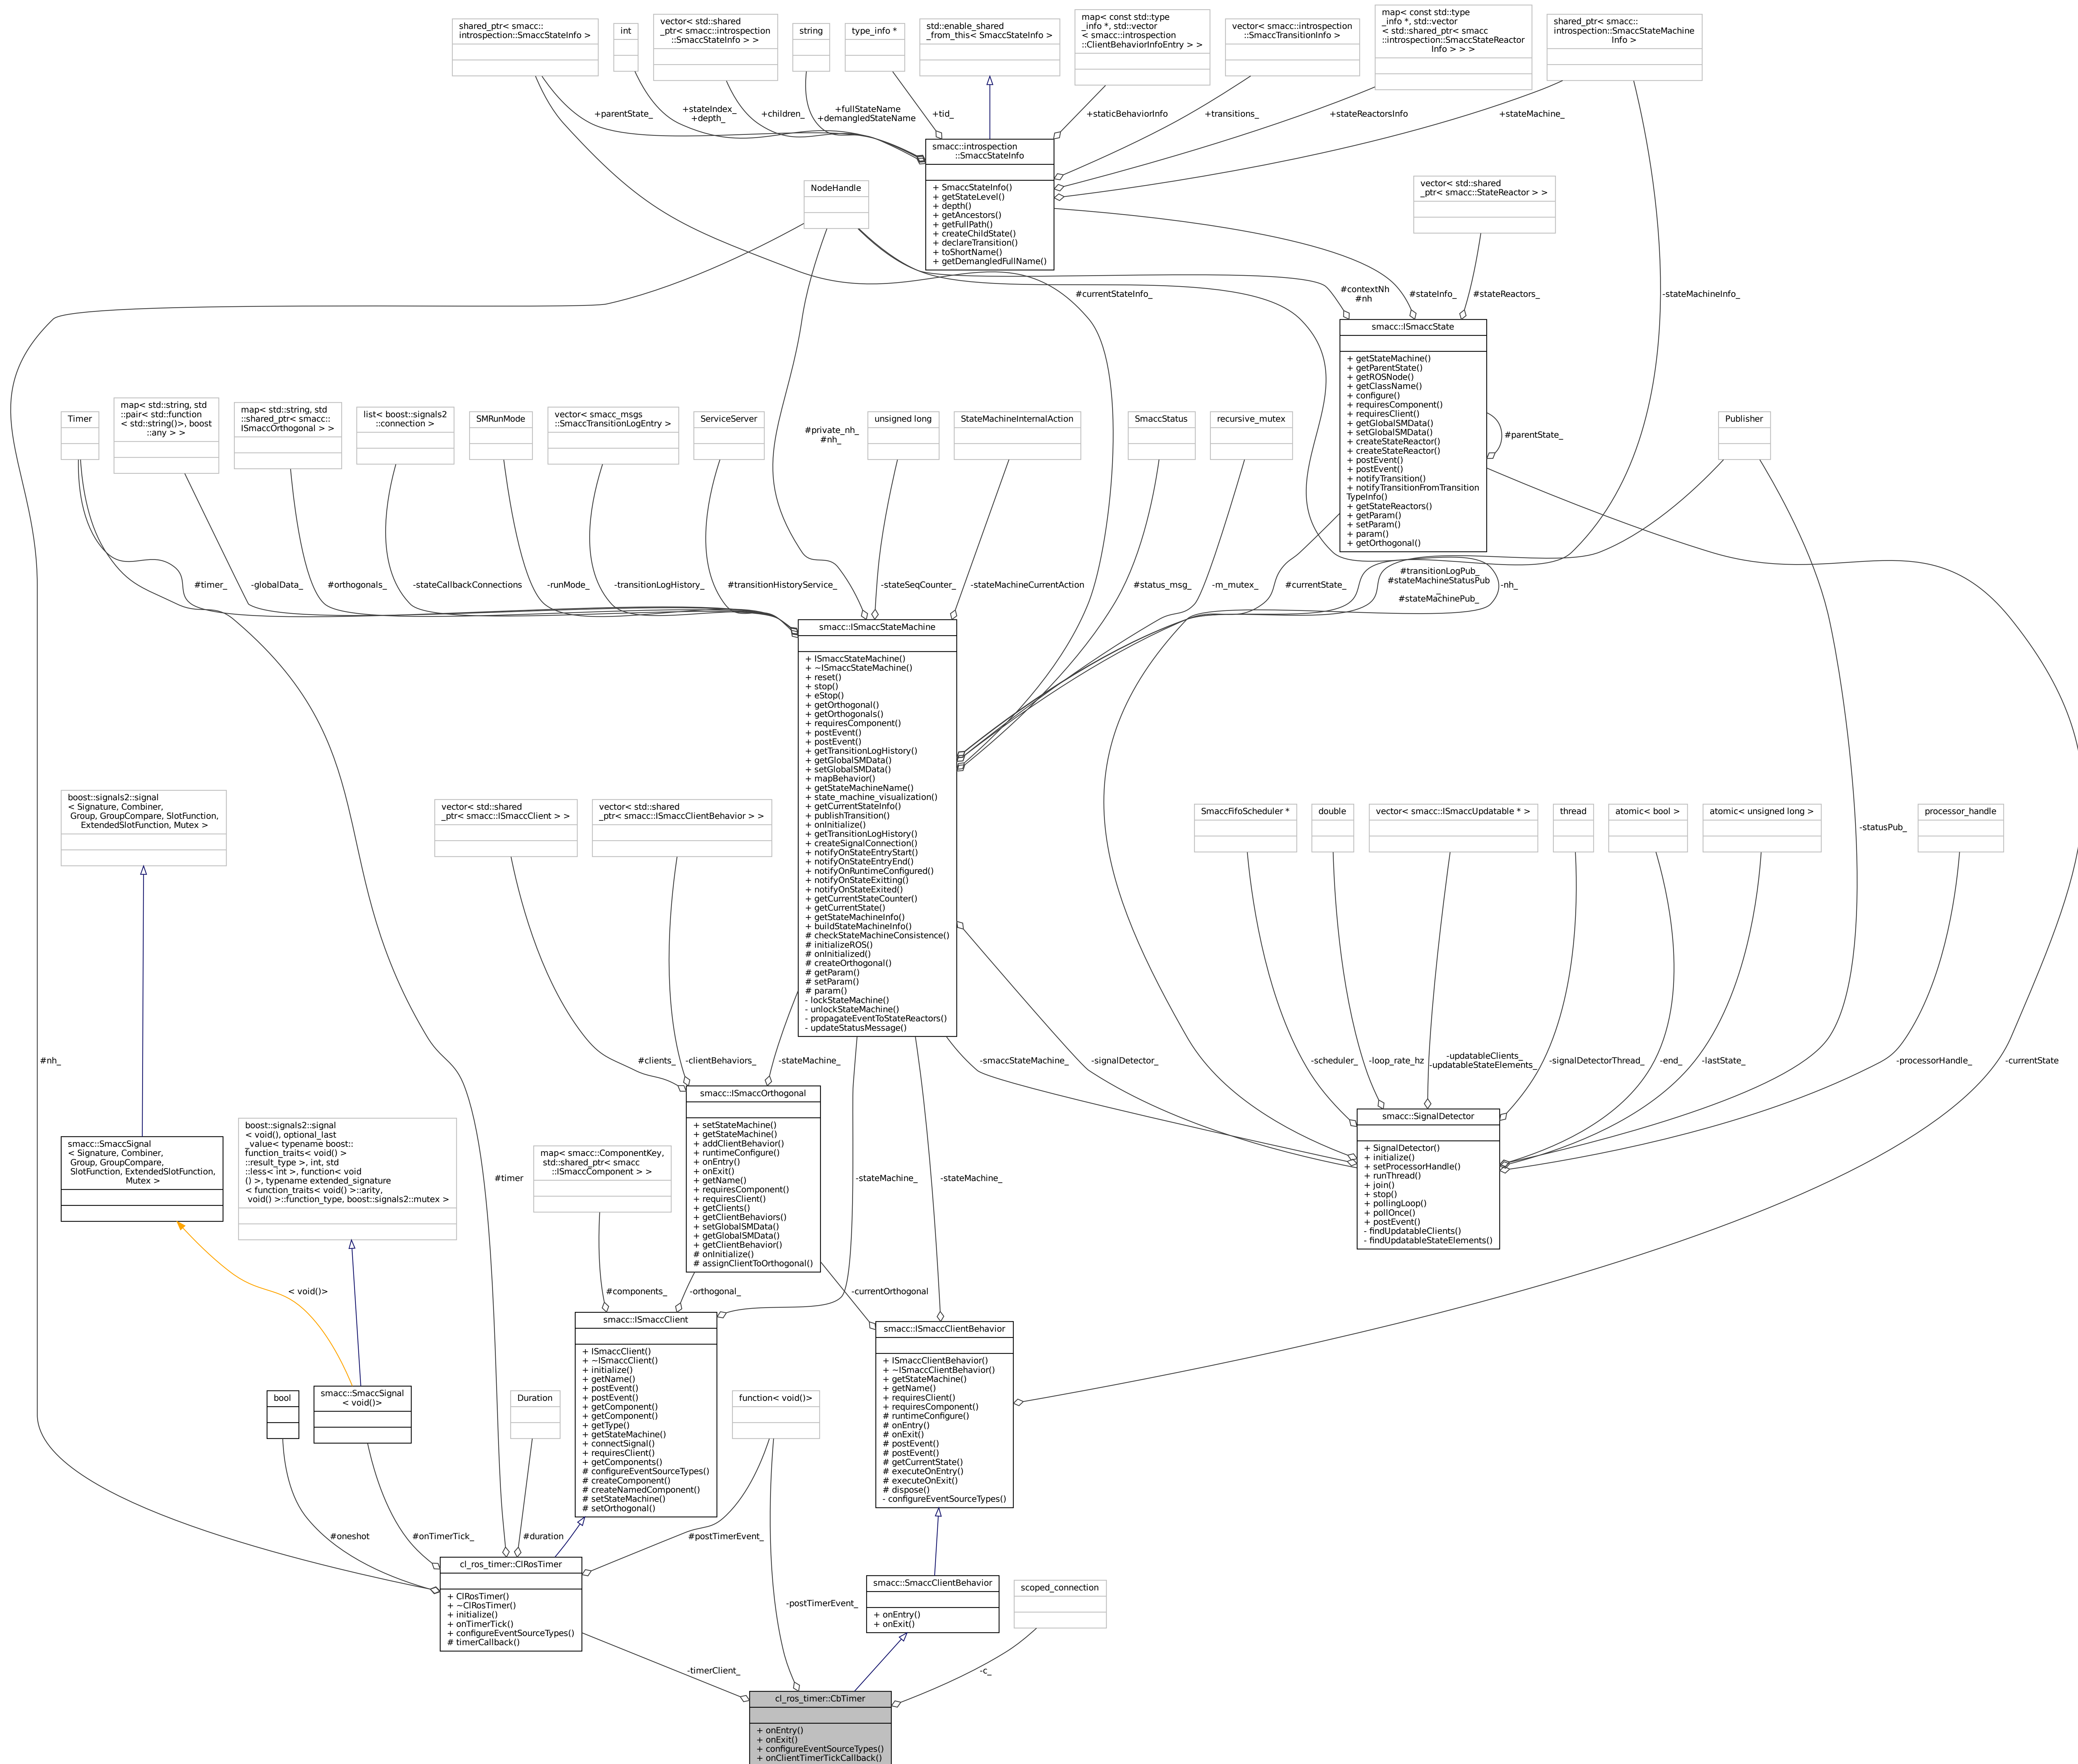 shared_ptr< smacc::
introspection::SmaccStateInfo >
int
vector< std::shared
_ptr< smacc::introspection
::SmaccStateInfo > >
string
type_info *
std::enable_shared
_from_this< SmaccStateInfo >
map< const std::type
_info *, std::vector
< smacc::introspection
::ClientBehaviorInfoEntry > >
vector< smacc::introspection
::SmaccTransitionInfo >
map< const std::type
_info *, std::vector
< std::shared_ptr< smacc
::introspection::SmaccStateReactor
Info > > >
shared_ptr< smacc::
introspection::SmaccStateMachine
Info >
+parentState_
+stateIndex_
+depth_
+children_
+fullStateName
+demangledStateName
+tid_
+staticBehaviorInfo
+transitions_
+stateReactorsInfo
+stateMachine_
smacc::introspection
::SmaccStateInfo
+ SmaccStateInfo()
+ getStateLevel()
+ depth()
+ getAncestors()
+ getFullPath()
+ createChildState()
+ declareTransition()
+ toShortName()
+ getDemangledFullName()
NodeHandle
vector< std::shared
_ptr< smacc::StateReactor > >
#currentStateInfo_
#contextNh
#nh
#stateInfo_
#stateReactors_
-stateMachineInfo_
smacc::ISmaccState
+ getStateMachine()
+ getParentState()
+ getROSNode()
+ getClassName()
+ configure()
+ requiresComponent()
+ requiresClient()
+ getGlobalSMData()
+ setGlobalSMData()
+ createStateReactor()
+ createStateReactor()
+ postEvent()
+ postEvent()
+ notifyTransition()
+ notifyTransitionFromTransition
TypeInfo()
+ getStateReactors()
+ getParam()
+ setParam()
+ param()
+ getOrthogonal()
#parentState_
Timer
map< std::string, std
::pair< std::function
< std::string()>, boost
::any > >
map< std::string, std
::shared_ptr< smacc::
ISmaccOrthogonal > >
list< boost::signals2
::connection >
SMRunMode
vector< smacc_msgs
::SmaccTransitionLogEntry >
ServiceServer
#private_nh_
#nh_
unsigned long
StateMachineInternalAction
SmaccStatus
recursive_mutex
Publisher
#timer_
-globalData_
#orthogonals_
-stateCallbackConnections
-runMode_
-transitionLogHistory_
#transitionHistoryService_
-stateSeqCounter_
-stateMachineCurrentAction
#status_msg_
-m_mutex_
#currentState_
#transitionLogPub_
#stateMachineStatusPub
_
#stateMachinePub_
-nh_
smacc::ISmaccStateMachine
+ ISmaccStateMachine()
+ ~ISmaccStateMachine()
+ reset()
+ stop()
+ eStop()
+ getOrthogonal()
+ getOrthogonals()
+ requiresComponent()
+ postEvent()
+ postEvent()
+ getTransitionLogHistory()
+ getGlobalSMData()
+ setGlobalSMData()
+ mapBehavior()
+ getStateMachineName()
+ state_machine_visualization()
+ getCurrentStateInfo()
+ publishTransition()
+ onInitialize()
+ getTransitionLogHistory()
+ createSignalConnection()
+ notifyOnStateEntryStart()
+ notifyOnStateEntryEnd()
+ notifyOnRuntimeConfigured()
+ notifyOnStateExitting()
+ notifyOnStateExited()
+ getCurrentStateCounter()
+ getCurrentState()
+ getStateMachineInfo()
+ buildStateMachineInfo()
# checkStateMachineConsistence()
# initializeROS()
# onInitialized()
# createOrthogonal()
# getParam()
# setParam()
# param()
- lockStateMachine()
- unlockStateMachine()
- propagateEventToStateReactors()
- updateStatusMessage()
boost::signals2::signal
< Signature, Combiner,
Group, GroupCompare, SlotFunction,
ExtendedSlotFunction, Mutex >
vector< std::shared
_ptr< smacc::ISmaccClient > >
vector< std::shared
_ptr< smacc::ISmaccClientBehavior > >
SmaccFifoScheduler *
double
vector< smacc::ISmaccUpdatable * >
thread
atomic< bool >
atomic< unsigned long >
-statusPub_
processor_handle
#nh_
#clients_
-clientBehaviors_
-stateMachine_
-smaccStateMachine_
-signalDetector_
-scheduler_
-loop_rate_hz
-updatableClients_
-updatableStateElements_
-signalDetectorThread_
-end_
-lastState_
-processorHandle_
-currentState
smacc::ISmaccOrthogonal
+ setStateMachine()
+ getStateMachine()
+ addClientBehavior()
+ runtimeConfigure()
+ onEntry()
+ onExit()
+ getName()
+ requiresComponent()
+ requiresClient()
+ getClients()
+ getClientBehaviors()
+ setGlobalSMData()
+ getGlobalSMData()
+ getClientBehavior()
# onInitialize()
# assignClientToOrthogonal()
smacc::SignalDetector
+ SignalDetector()
+ initialize()
+ setProcessorHandle()
+ runThread()
+ join()
+ stop()
+ pollingLoop()
+ pollOnce()
+ postEvent()
- findUpdatableClients()
- findUpdatableStateElements()
smacc::SmaccSignal
< Signature, Combiner,
Group, GroupCompare,
SlotFunction, ExtendedSlotFunction,
Mutex >
boost::signals2::signal
< void(), optional_last
_value< typename boost::
function_traits< void() >
::result_type >, int, std
::less< int >, function< void
() >, typename extended_signature
< function_traits< void() >::arity,
void() >::function_type, boost::signals2::mutex >
#timer
map< smacc::ComponentKey,
std::shared_ptr< smacc
::ISmaccComponent > >
-stateMachine_
-stateMachine_
< void()>
#components_
-orthogonal_
-currentOrthogonal
smacc::ISmaccClient
+ ISmaccClient()
+ ~ISmaccClient()
+ initialize()
+ getName()
+ postEvent()
+ postEvent()
+ getComponent()
+ getComponent()
+ getType()
+ getStateMachine()
+ connectSignal()
+ requiresClient()
+ getComponents()
# configureEventSourceTypes()
# createComponent()
# createNamedComponent()
# setStateMachine()
# setOrthogonal()
smacc::ISmaccClientBehavior
+ ISmaccClientBehavior()
+ ~ISmaccClientBehavior()
+ getStateMachine()
+ getName()
+ requiresClient()
+ requiresComponent()
# runtimeConfigure()
# onEntry()
# onExit()
# postEvent()
# postEvent()
# getCurrentState()
# executeOnEntry()
# executeOnExit()
# dispose()
- configureEventSourceTypes()
bool
smacc::SmaccSignal
< void()>
Duration
function< void()>
#oneshot
#onTimerTick_
#duration
#postTimerEvent_
cl_ros_timer::ClRosTimer
+ ClRosTimer()
+ ~ClRosTimer()
+ initialize()
+ onTimerTick()
+ configureEventSourceTypes()
# timerCallback()
-postTimerEvent_
smacc::SmaccClientBehavior
+ onEntry()
+ onExit()
scoped_connection
-timerClient_
-c_
cl_ros_timer::CbTimer
+ onEntry()
+ onExit()
+ configureEventSourceTypes()
+ onClientTimerTickCallback()